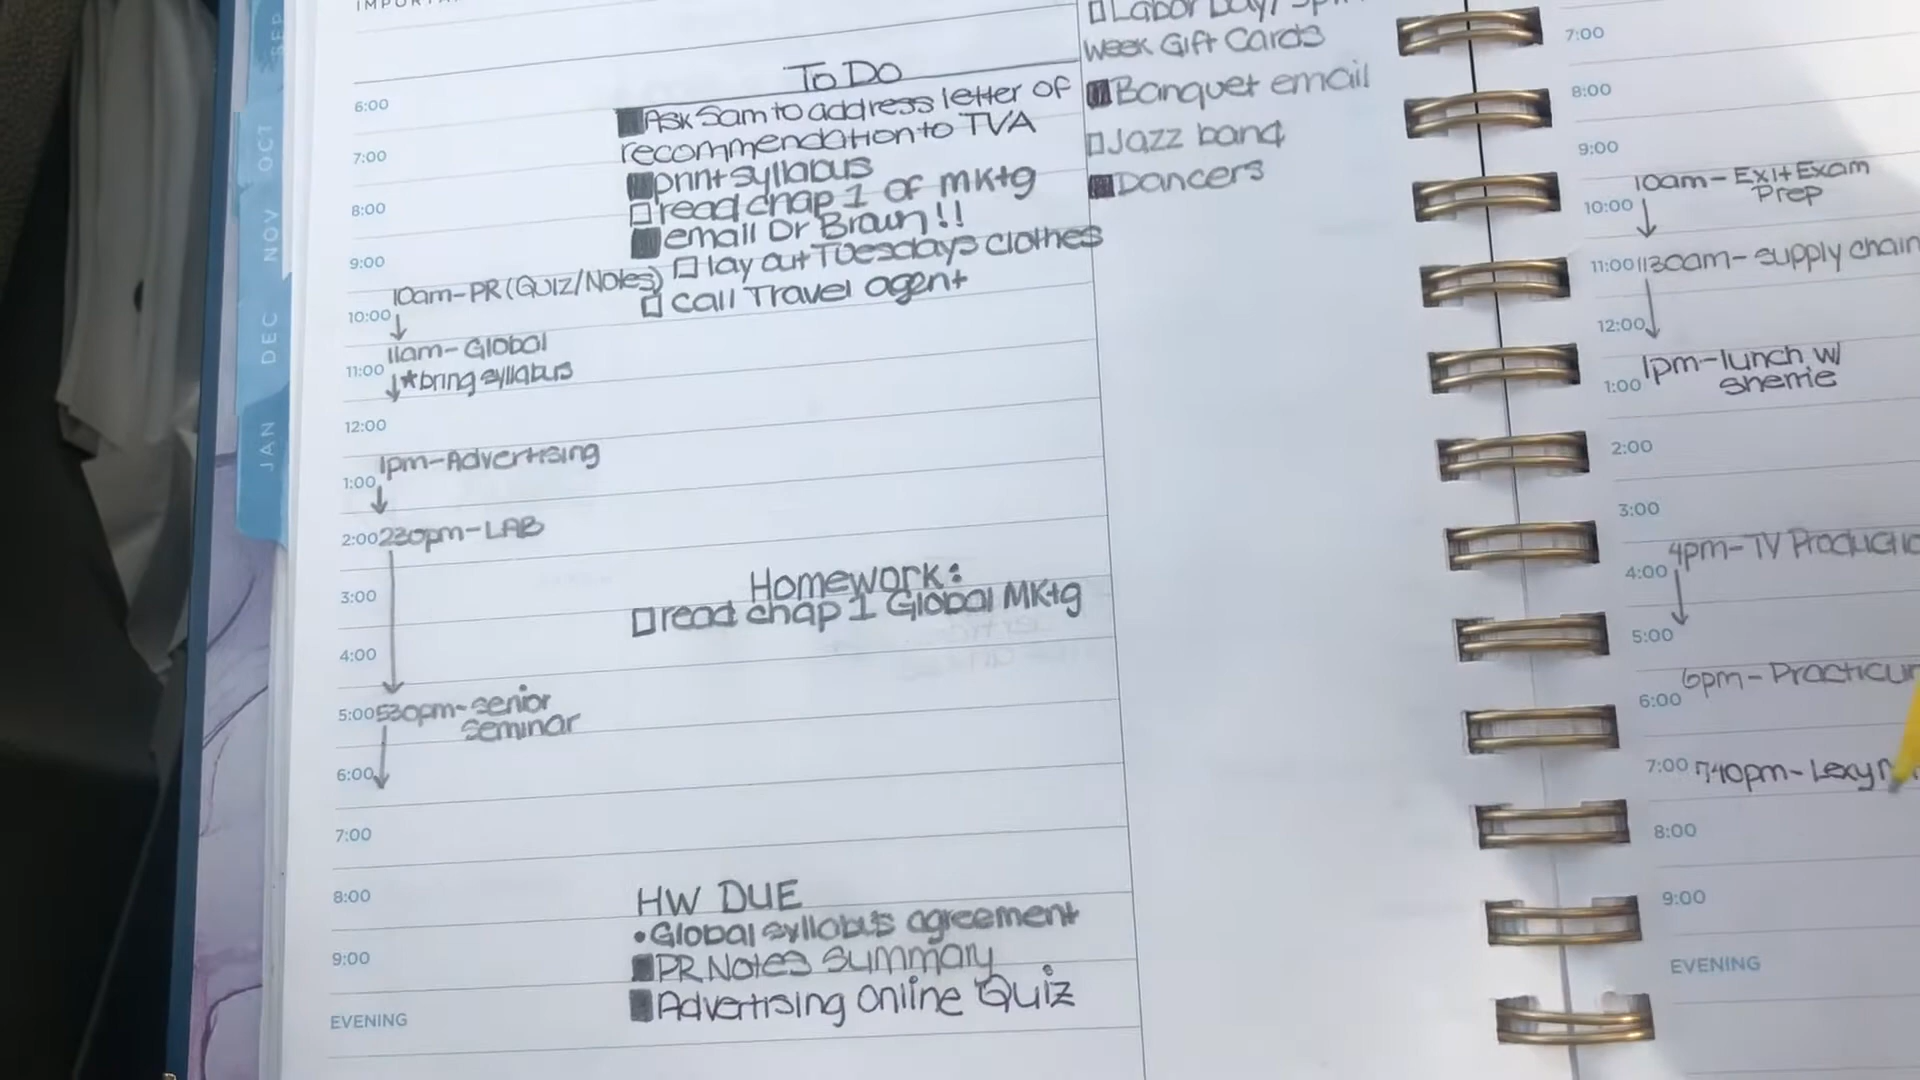 SEP
OCT
NOV
DEC
JAN
To Do
Ask Sam to address letter of
recommendation to TVA
print syllabus
read chap 1 of mktg
email Dr Braun!!
lay out Tuesdays clothes
call Travel agent
6:00
7:00
8:00
9:00
10am-PR(Quiz/Notes)
10:00
11am-Global
11:00
*bring syllabus
12:00
1pm-Advertising
1:00
2:00 230pm-LAB
3:00
4:00
5:00 530pm-senior
seminar
6:00
7:00
8:00
9:00
EVENING
Homework:
read chap 1 Global Mktg
HW DUE
•Global syllabus agreement
PR Notes summary
Advertising online Quiz
Labor Day/
week Gift Cards
Banquet email
Jazz band
Dancers
7:00
8:00
9:00
10am-Exit Exam
Prep
10:00
11:00 1130am-supply chain
12:00
1pm-lunch w/
Sherrie
1:00
2:00
3:00
4pm-TV
4:00
5:00
6pm-
6:00
7:00 740pm-Lexy
8:00
9:00
EVENING